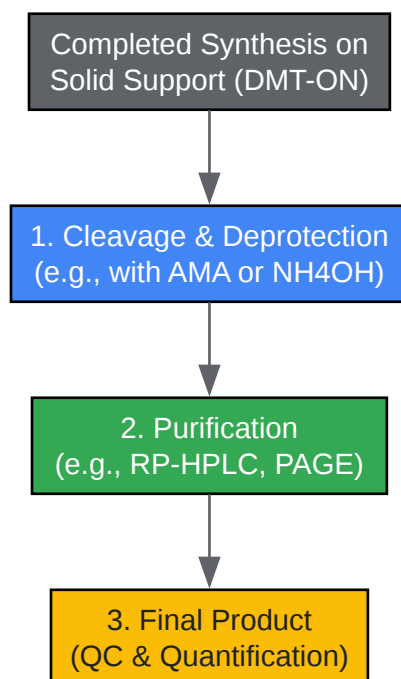 Completed Synthesis on
Solid Support (DMT-ON)
1. Cleavage & Deprotection
(e.g., with AMA or NH4OH)
2. Purification
(e.g., RP-HPLC, PAGE)
3. Final Product
(QC & Quantification)